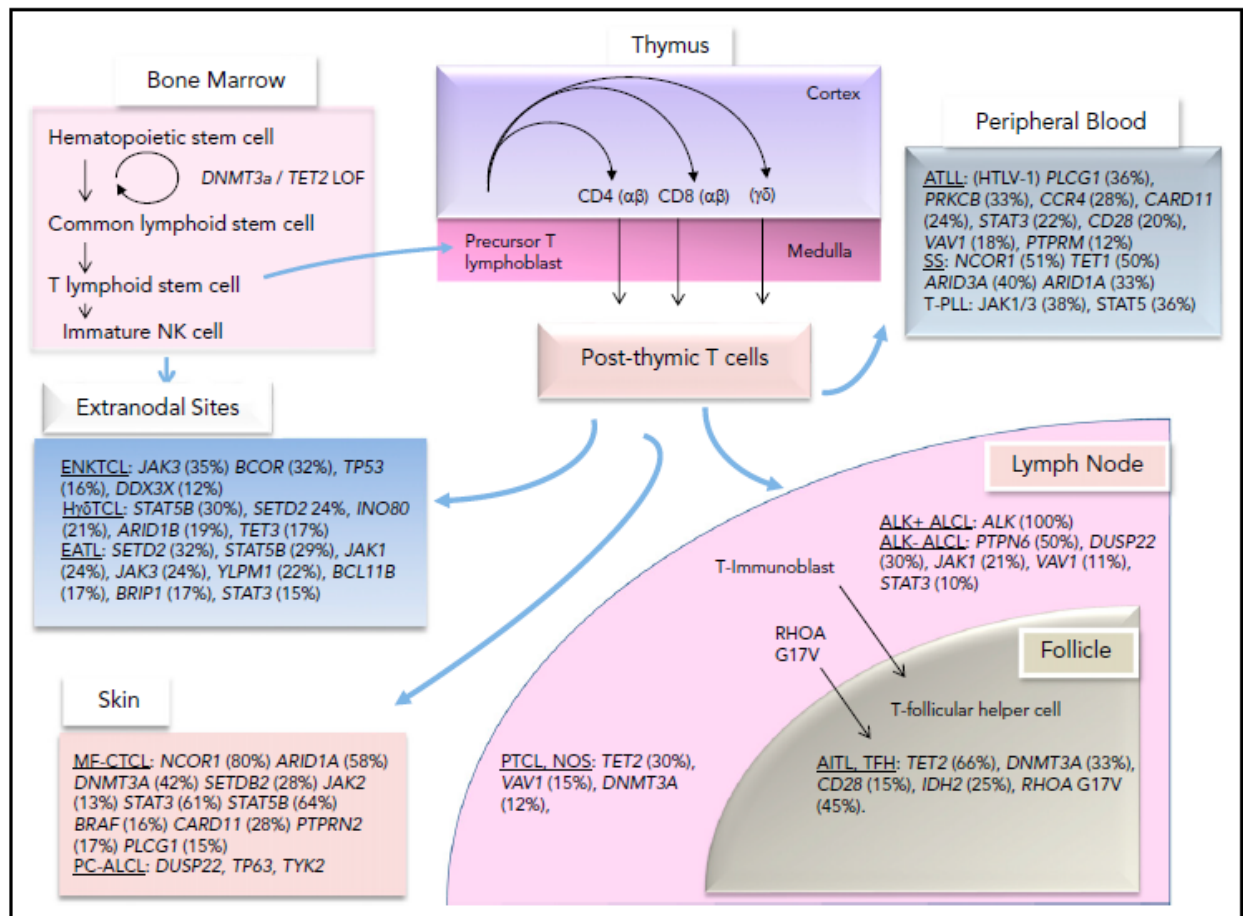 Bone Marrow
Hematopoietic stem cell
DNMT3a / TET2 LOF
Common lymphoid stem cell
T lymphoid stem cell
Immature NK cell
Thymus
Cortex
CD4 (αβ) CD8 (αβ) (γδ)
Precursor T
lymphoblast
Medulla
Post-thymic T cells
Peripheral Blood
ATLL: (HTLV-1) PLCG1 (36%),
PRKCB (33%), CCR4 (28%), CARD11
(24%), STAT3 (22%), CD28 (20%),
VAV1 (18%), PTPRM (12%)
SS: NCOR1 (51%) TET1 (50%)
ARID3A (40%) ARID1A (33%)
T-PLL: JAK1/3 (38%), STAT5 (36%)
Extranodal Sites
ENKTCL: JAK3 (35%) BCOR (32%), TP53
(16%), DDX3X (12%)
HγδTCL: STAT5B (30%), SETD2 24%, INO80
(21%), ARID1B (19%), TET3 (17%)
EATL: SETD2 (32%), STAT5B (29%), JAK1
(24%), JAK3 (24%), YLPM1 (22%), BCL11B
(17%), BRIP1 (17%), STAT3 (15%)
Skin
MF-CTCL: NCOR1 (80%) ARID1A (58%)
DNMT3A (42%) SETDB2 (28%) JAK2
(13%) STAT3 (61%) STAT5B (64%)
BRAF (16%) CARD11 (28%) PTPRN2
(17%) PLCG1 (15%)
PC-ALCL: DUSP22, TP63, TYK2
Lymph Node
ALK+ ALCL: ALK (100%)
ALK- ALCL: PTPN6 (50%), DUSP22
(30%), JAK1 (21%), VAV1 (11%),
STAT3 (10%)
T-Immunoblast
RHOA
G17V
Follicle
T-follicular helper cell
PTCL, NOS: TET2 (30%),
VAV1 (15%), DNMT3A
(12%),
AITL, TFH: TET2 (66%), DNMT3A (33%),
CD28 (15%), IDH2 (25%), RHOA G17V
(45%).